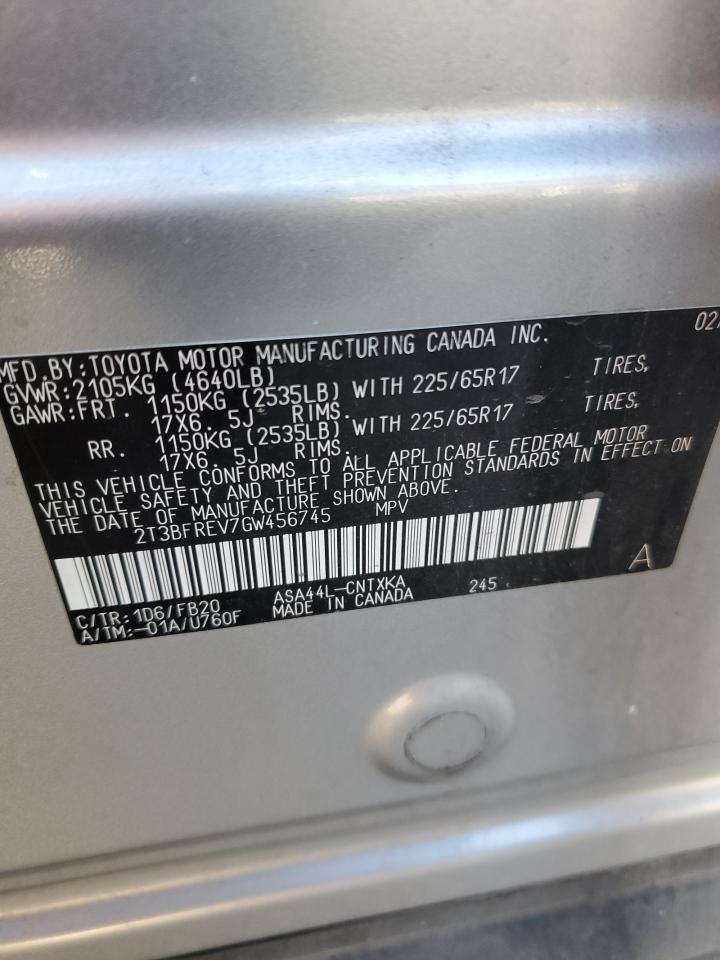 MFD.BY:TOYOTA MOTOR MANUFACTURING CANADA INC. 02
GVWR:2105KG (4640LB)
GAWR:FRT. 1150KG (2535LB) WITH 225/65R17 TIRES,
17X6.5J RIMS.
RR. 1150KG (2535LB) WITH 225/65R17 TIRES,
17X6.5J RIMS.
THIS VEHICLE CONFORMS TO ALL APPLICABLE FEDERAL MOTOR
VEHICLE SAFETY AND THEFT PREVENTION STANDARDS IN EFFECT ON
THE DATE OF MANUFACTURE SHOWN ABOVE.
2T3BFREV7GW456745 MPV
A
C/TR:1D6/FB20 ASA44L-CNTXKA 245
A/TM:-01A/U760F MADE IN CANADA